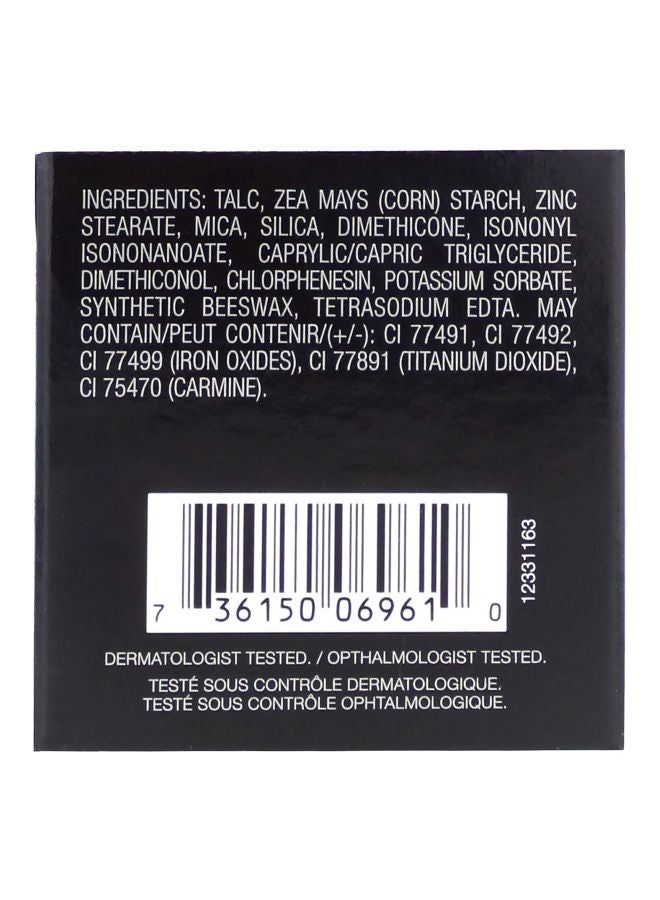 INGREDIENTS: TALC, ZEA MAYS (CORN) STARCH, ZINC
STEARATE, MICA, SILICA, DIMETHICONE, ISONONYL
ISONONANOATE, CAPRYLIC/CAPRIC TRIGLYCERIDE,
DIMETHICONOL, CHLORPHENESIN, POTASSIUM SORBATE,
SYNTHETIC BEESWAX, TETRASODIUM EDTA. MAY
CONTAIN/PEUT CONTENIR/(+/-): CI 77491, CI 77492,
CI 77499 (IRON OXIDES), CI 77891 (TITANIUM DIOXIDE),
CI 75470 (CARMINE).
7 36150 06961 0
12331163
DERMATOLOGIST TESTED. / OPTHALMOLOGIST TESTED.
TESTÉ SOUS CONTRÔLE DERMATOLOGIQUE.
TESTÉ SOUS CONTRÔLE OPHTALMOLOGIQUE.